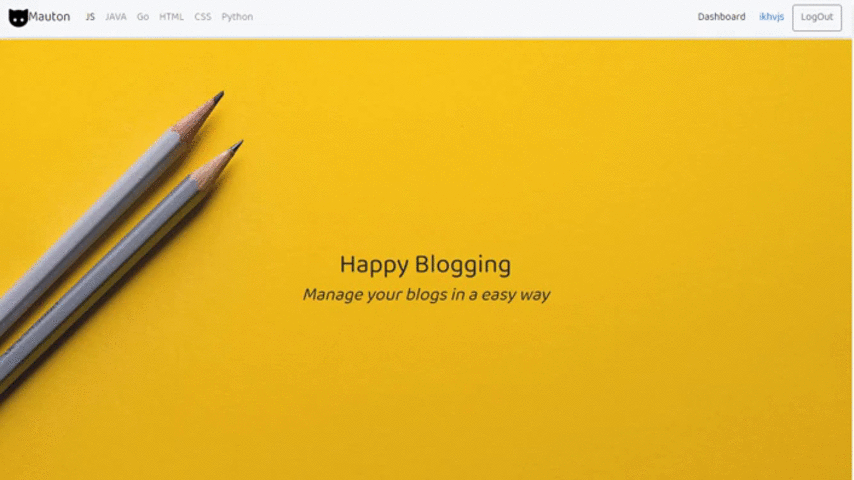 Mauton JS JAVA Go HTML CSS Python Dashboard ikhvjs LogOut
Happy Blogging
Manage your blogs in a easy way